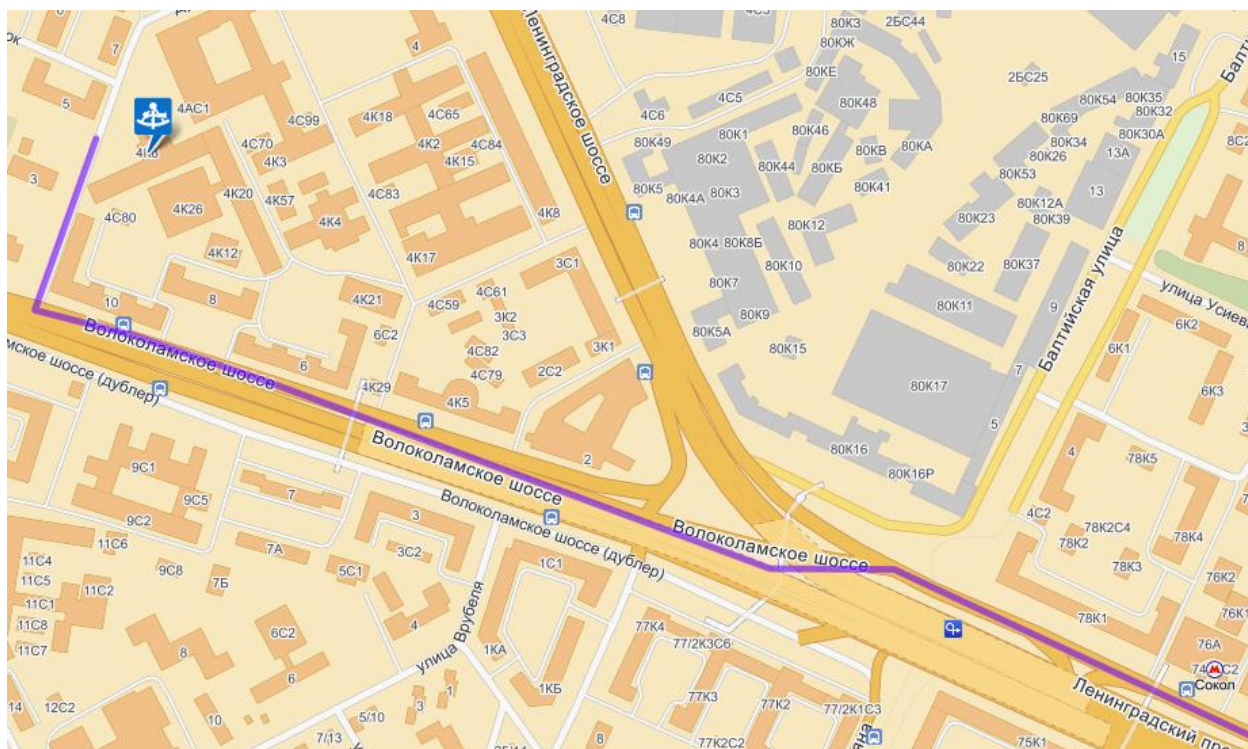 4С8
80К3
2БС44
80КЖ
7
4
Ленинградское шоссе
80КЕ
15
Балти
2БС25
5
4АС1
4С5
80К48
80К54
80К35
80К32
4С99
4К18
4С65
4С6
80К1
80К46
80К69
80К30А
4С70
4К2
4С84
80К49
80КВ
80КА
80К34
13А
8С2
4К3
4К15
80К2
80К44
80КБ
80К26
3
4К20
4С83
80К5
80К4А
80К3
80К41
80К53
13
4К57
80К12А
4С80
4К26
4К4
4К8
80К12
80К23
80К39
4К12
4К17
80К4
80К8Б
80К10
80К22
80К37
8
3С1
80К7
Балтийская улица
10
8
4К21
4С59
4С61
3К2
80К9
80К11
9
улица Усиев
6С2
3С3
80К5А
6К2
Волоколамское шоссе
4С82
3К1
80К15
6К1
мское шоссе (дублер)
6
4К29
4С79
2С2
80К17
7
6К3
4К5
5
Волоколамское шоссе
2
80К16
4
9С1
80К16Р
78К5
7
9С5
3
Волоколамское шоссе (дублер)
Волоколамское шоссе
4С2
78К2С4
9С2
78К2
78К4
11С6
7А
3С2
1С1
78К3
11С4
9С8
5С1
11С5
7Б
76К2
11С2
11С1
11С8
6С2
4
улица Врубеля
77К4
78К1
76К1
11С7
8
1КА
77/2К3С6
76А
6
Сокол
1КБ
77К3
77К2
77/2К1С3
Ленинградский про
14
12С2
10
5/10
3
1
7/13
8
77К2С2
75К1